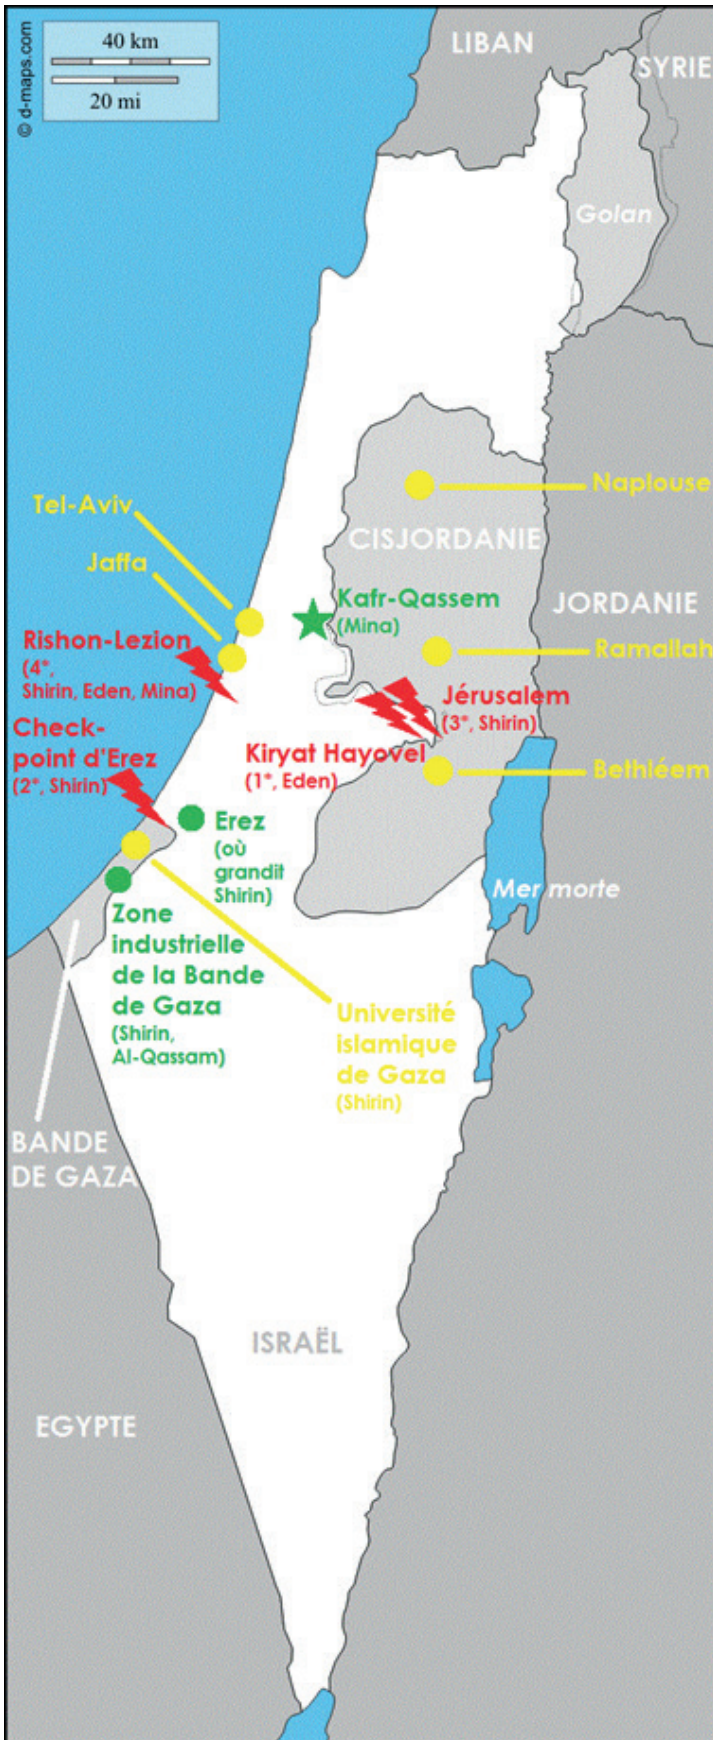 © d-maps.com
40 km
20 mi
LIBAN
SYRIE
Golan
Tel-Aviv
Jaffa
Naplouse
CISJORDANIE
Kafr-Qassem
(Mina)
JORDANIE
Rishon-Lezion
(4°,
Shirin, Eden, Mina)
Ramallah
Jérusalem
(3°, Shirin)
Check-
point d'Erez
(2°, Shirin)
Kiryat Hayovel
(1°, Eden)
Bethléem
Erez
(où
grandit
Shirin)
Mer morte
Zone
industrielle
de la Bande
de Gaza
(Shirin,
Al-Qassam)
Université
islamique
de Gaza
(Shirin)
BANDE
DE GAZA
ISRAËL
EGYPTE